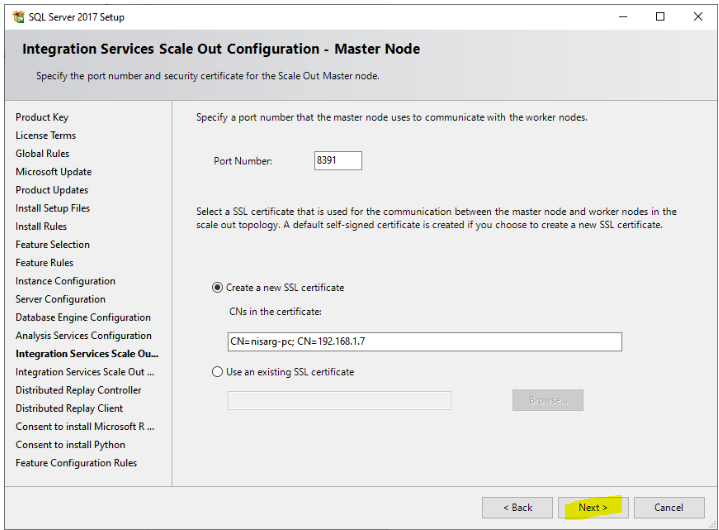 SQL Server 2017 Setup
Integration Services Scale Out Configuration - Master Node
Specify the port number and security certificate for the Scale Out Master node.
Product Key
License Terms
Global Rules
Microsoft Update
Product Updates
Install Setup Files
Install Rules
Feature Selection
Feature Rules
Instance Configuration
Server Configuration
Database Engine Configuration
Analysis Services Configuration
Integration Services Scale Ou...
Integration Services Scale Out ...
Distributed Replay Controller
Distributed Replay Client
Consent to install Microsoft R ...
Consent to install Python
Feature Configuration Rules
Specify a port number that the master node uses to communicate with the worker nodes.
Port Number: 8391
Select a SSL certificate that is used for the communication between the master node and worker nodes in the
scale out topology. A default self-signed certificate is created if you choose to create a new SSL certificate.
Create a new SSL certificate
CNs in the certificate:
CN=nisarg-pc; CN=192.168.1.7
Use an existing SSL certificate
Browse...
< Back Next > Cancel